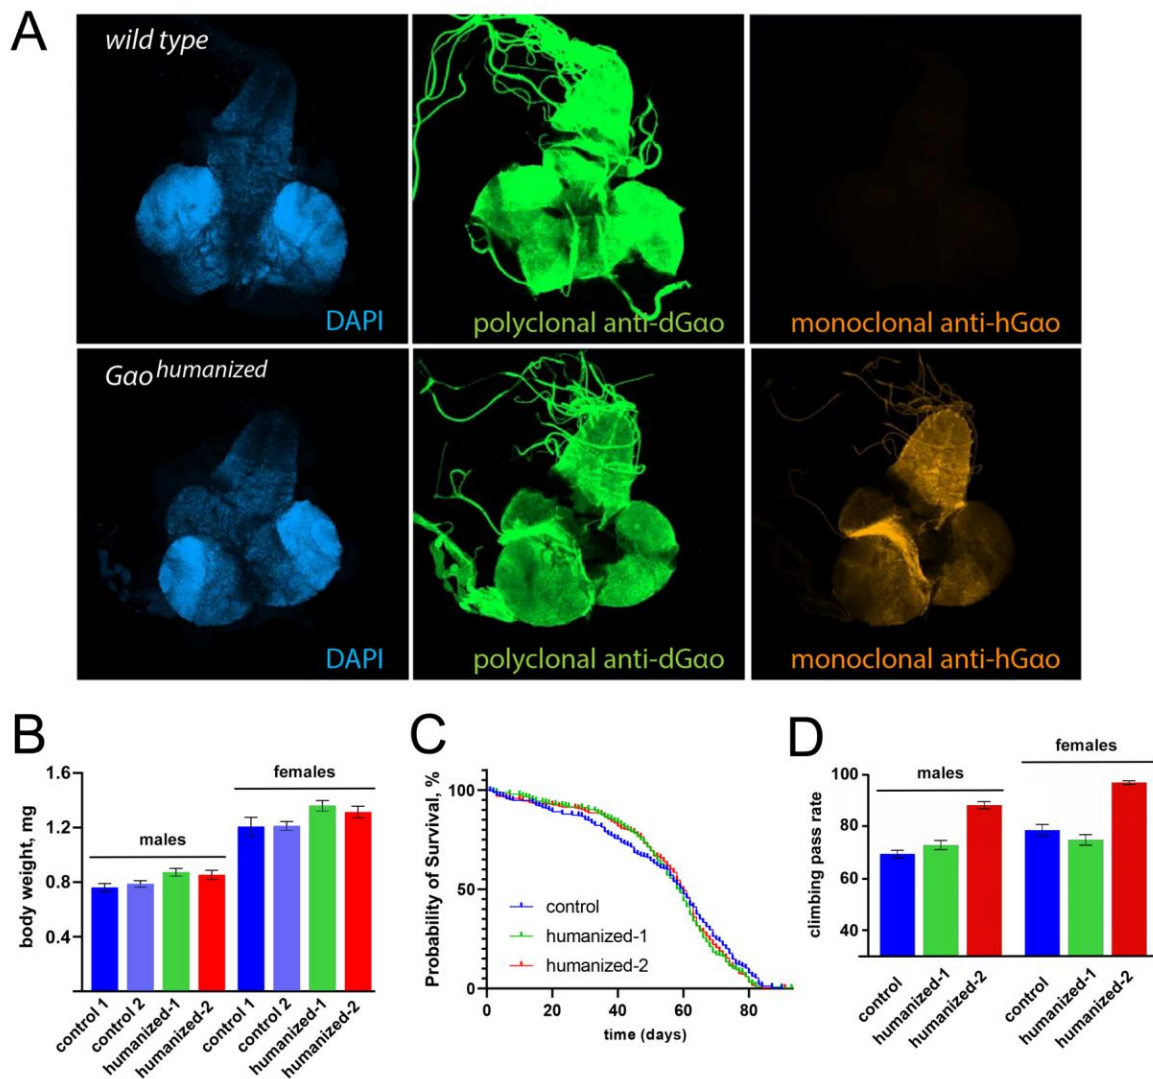 A
wild type
DAPI
polyclonal anti-dGαo
monoclonal anti-hGαo
Gαo humanized
DAPI
polyclonal anti-dGαo
monoclonal anti-hGαo
B
body weight, mg
1.6
1.2
0.8
0.4
males
females
control 1
control 2
humanized-1
humanized-2
control 1
control 2
humanized-1
humanized-2
C
Probability of Survival, %
100
50
0
control
humanized-1
humanized-2
0
20
40
60
80
time (days)
D
climbing pass rate
100
80
60
40
males
females
control
humanized-1
humanized-2
control
humanized-1
humanized-2